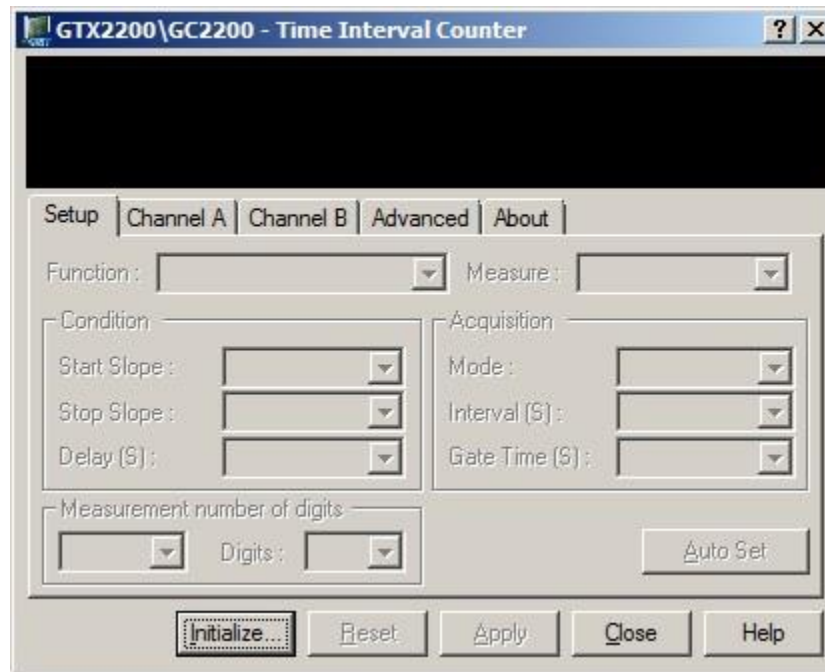 GTX2200\GC2200 - Time Interval Counter
Setup Channel A Channel B Advanced About
Function : Measure :
Condition Acquisition
Start Slope : Mode :
Stop Slope : Interval (S) :
Delay (S) : Gate Time (S) :
Measurement number of digits
Digits : Auto Set
Initialize... Reset Apply Close Help